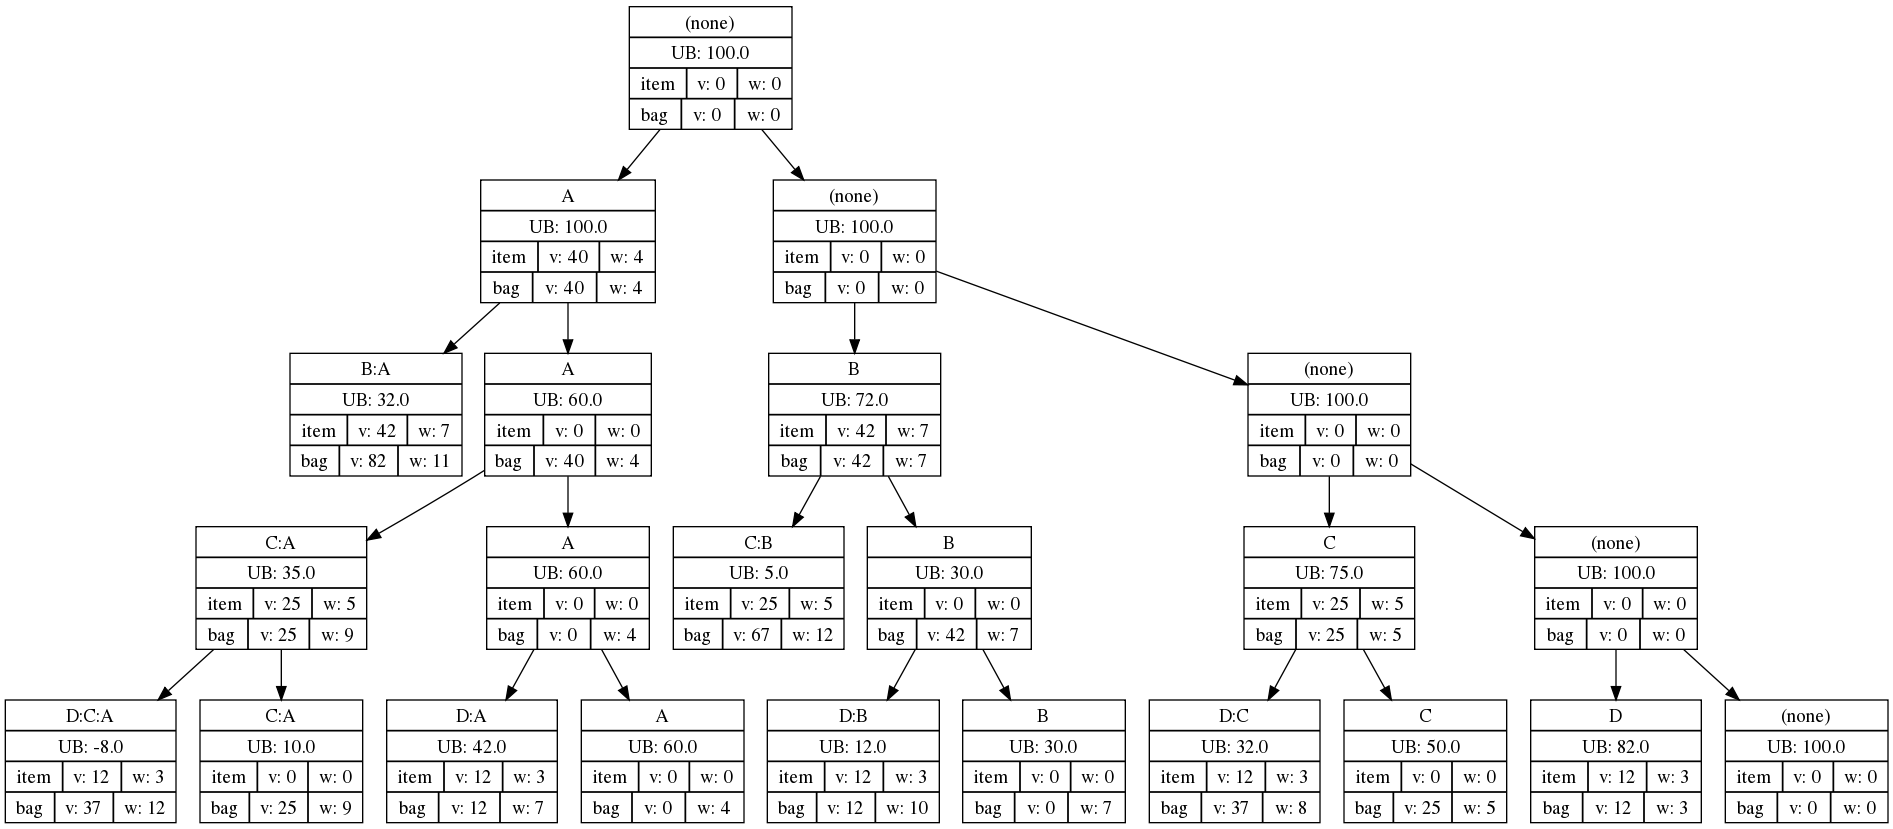 (none)
UB: 100.0
item v: 0 w: 0
bag v: 0 w: 0
A
UB: 100.0
item v: 40 w: 4
bag v: 40 w: 4
(none)
UB: 100.0
item v: 0 w: 0
bag v: 0 w: 0
B:A
UB: 32.0
item v: 42 w: 7
bag v: 82 w: 11
A
UB: 60.0
item v: 0 w: 0
bag v: 40 w: 4
B
UB: 72.0
item v: 42 w: 7
bag v: 42 w: 7
(none)
UB: 100.0
item v: 0 w: 0
bag v: 0 w: 0
C:A
UB: 35.0
item v: 25 w: 5
bag v: 25 w: 9
A
UB: 60.0
item v: 0 w: 0
bag v: 0 w: 4
C:B
UB: 5.0
item v: 25 w: 5
bag v: 67 w: 12
B
UB: 30.0
item v: 0 w: 0
bag v: 42 w: 7
C
UB: 75.0
item v: 25 w: 5
bag v: 25 w: 5
(none)
UB: 100.0
item v: 0 w: 0
bag v: 0 w: 0
D:C:A
UB: -8.0
item v: 12 w: 3
bag v: 37 w: 12
C:A
UB: 10.0
item v: 0 w: 0
bag v: 25 w: 9
D:A
UB: 42.0
item v: 12 w: 3
bag v: 12 w: 7
A
UB: 60.0
item v: 0 w: 0
bag v: 0 w: 4
D:B
UB: 12.0
item v: 12 w: 3
bag v: 12 w: 10
B
UB: 30.0
item v: 0 w: 0
bag v: 0 w: 7
D:C
UB: 32.0
item v: 12 w: 3
bag v: 37 w: 8
C
UB: 50.0
item v: 0 w: 0
bag v: 25 w: 5
D
UB: 82.0
item v: 12 w: 3
bag v: 12 w: 3
(none)
UB: 100.0
item v: 0 w: 0
bag v: 0 w: 0